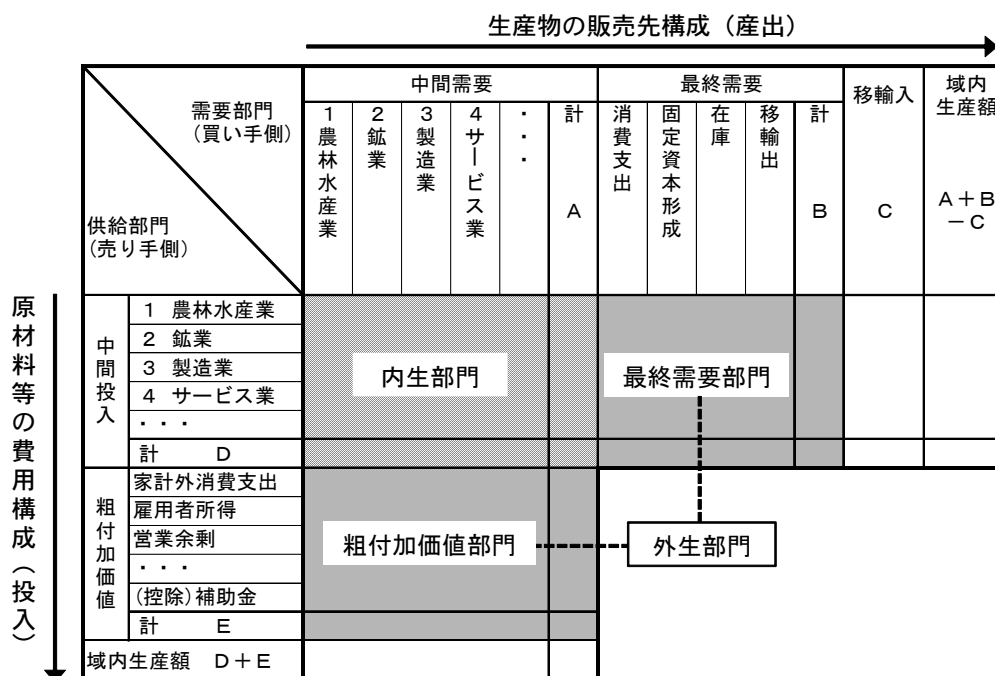 生産物の販売先構成（産出）
需要部門
(買い手側)
供給部門
(売り手側)
中間需要
最終需要
移輸入
域内
生産額
1農林水産業
2鉱業
3製造業
4サービス業
・・・
計
A
消費支出
固定資本形成
在庫
移輸出
計
B
C
A＋B
－C
原材料等の費用構成（投入）
中間投入
1 農林水産業
2 鉱業
3 製造業
4 サービス業
・・・
計 D
内生部門
最終需要部門
粗付加価値
家計外消費支出
雇用者所得
営業余剰
・・・
(控除)補助金
計 E
粗付加価値部門
外生部門
域内生産額 D＋E